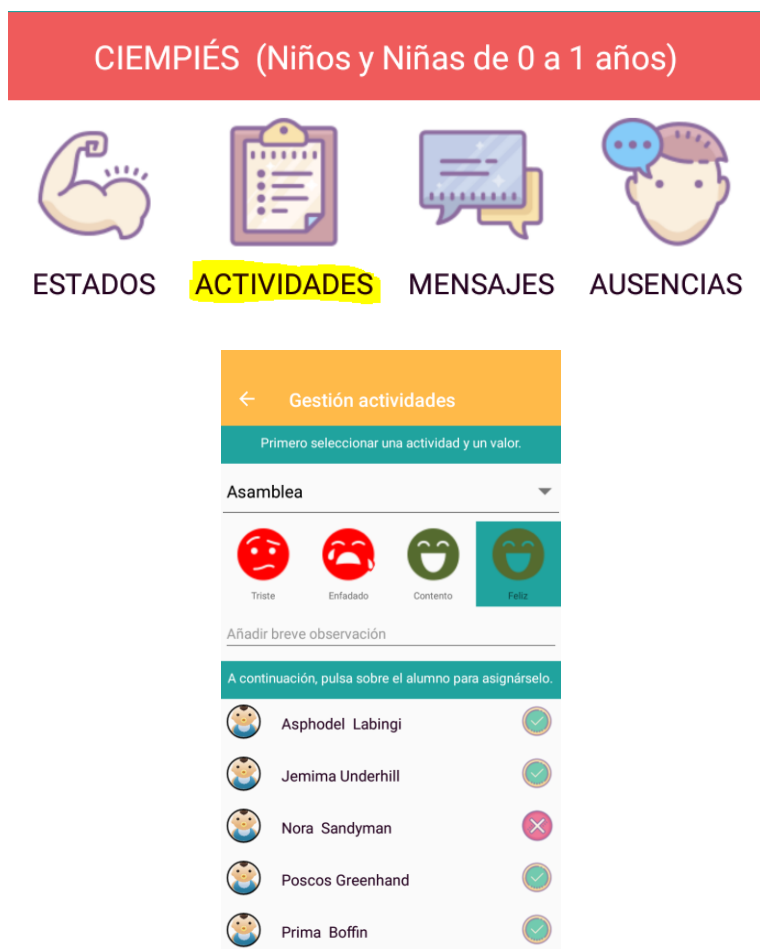 CIEMPIÉS (Niños y Niñas de 0 a 1 años)
ESTADOS ACTIVIDADES MENSAJES AUSENCIAS
Gestión actividades
Primero seleccionar una actividad y un valor.
Asamblea
Triste Enfadado Contento Feliz
Añadir breve observación
A continuación, pulsa sobre el alumno para asignárselo.
Asphodel Labingi
Jemima Underhill
Nora Sandyman
Poscos Greenhand
Prima Boffin